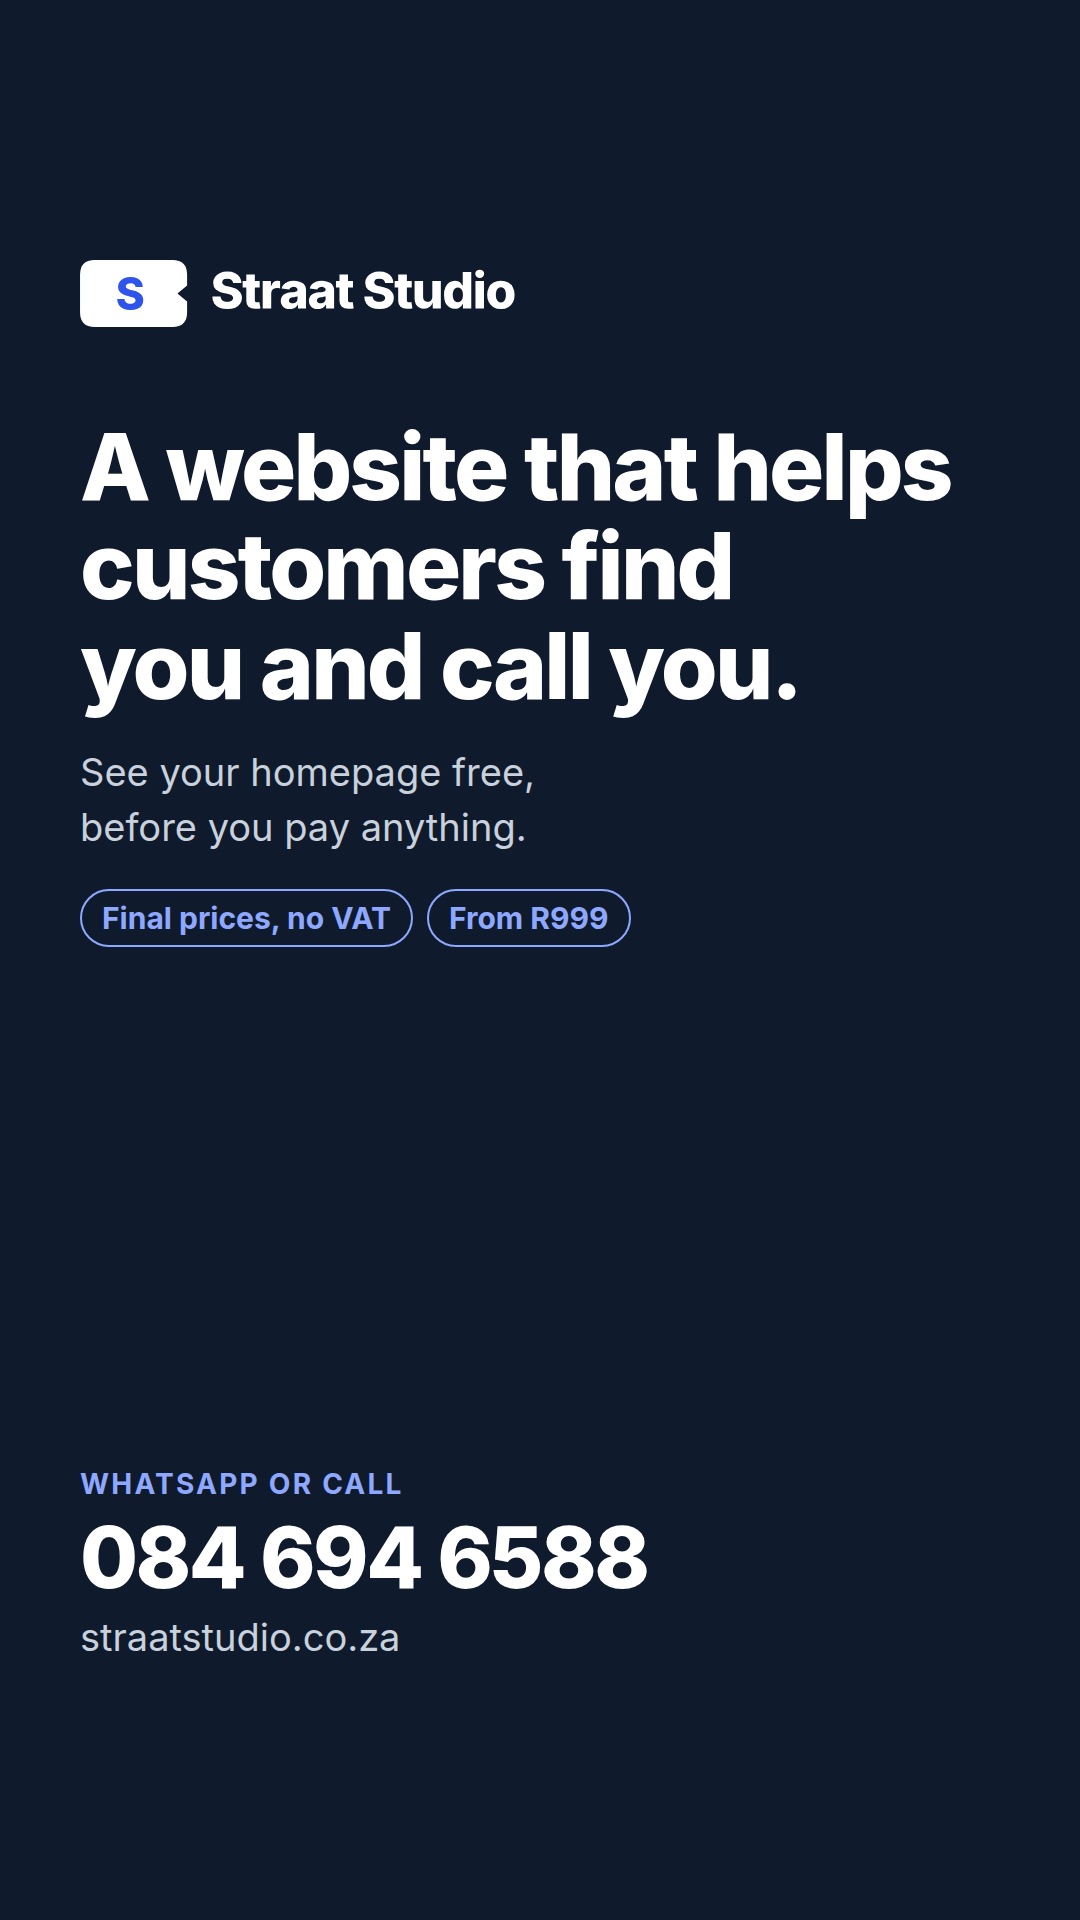 S Straat Studio
A website that helps
customers find
you and call you.
See your homepage free,
before you pay anything.
Final prices, no VAT From R999
WHATSAPP OR CALL
084 694 6588
straatstudio.co.za